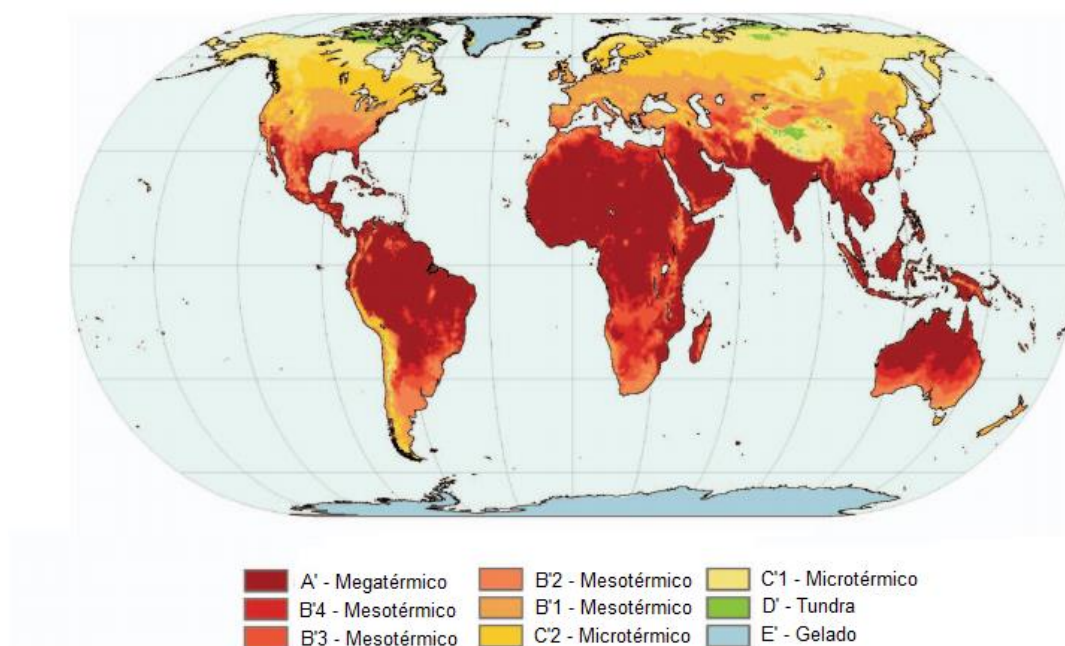 A' - Megatérmico
B'4 - Mesotérmico
B'3 - Mesotérmico
B'2 - Mesotérmico
B'1 - Mesotérmico
C'2 - Microtérmico
C'1 - Microtérmico
D' - Tundra
E' - Gelado